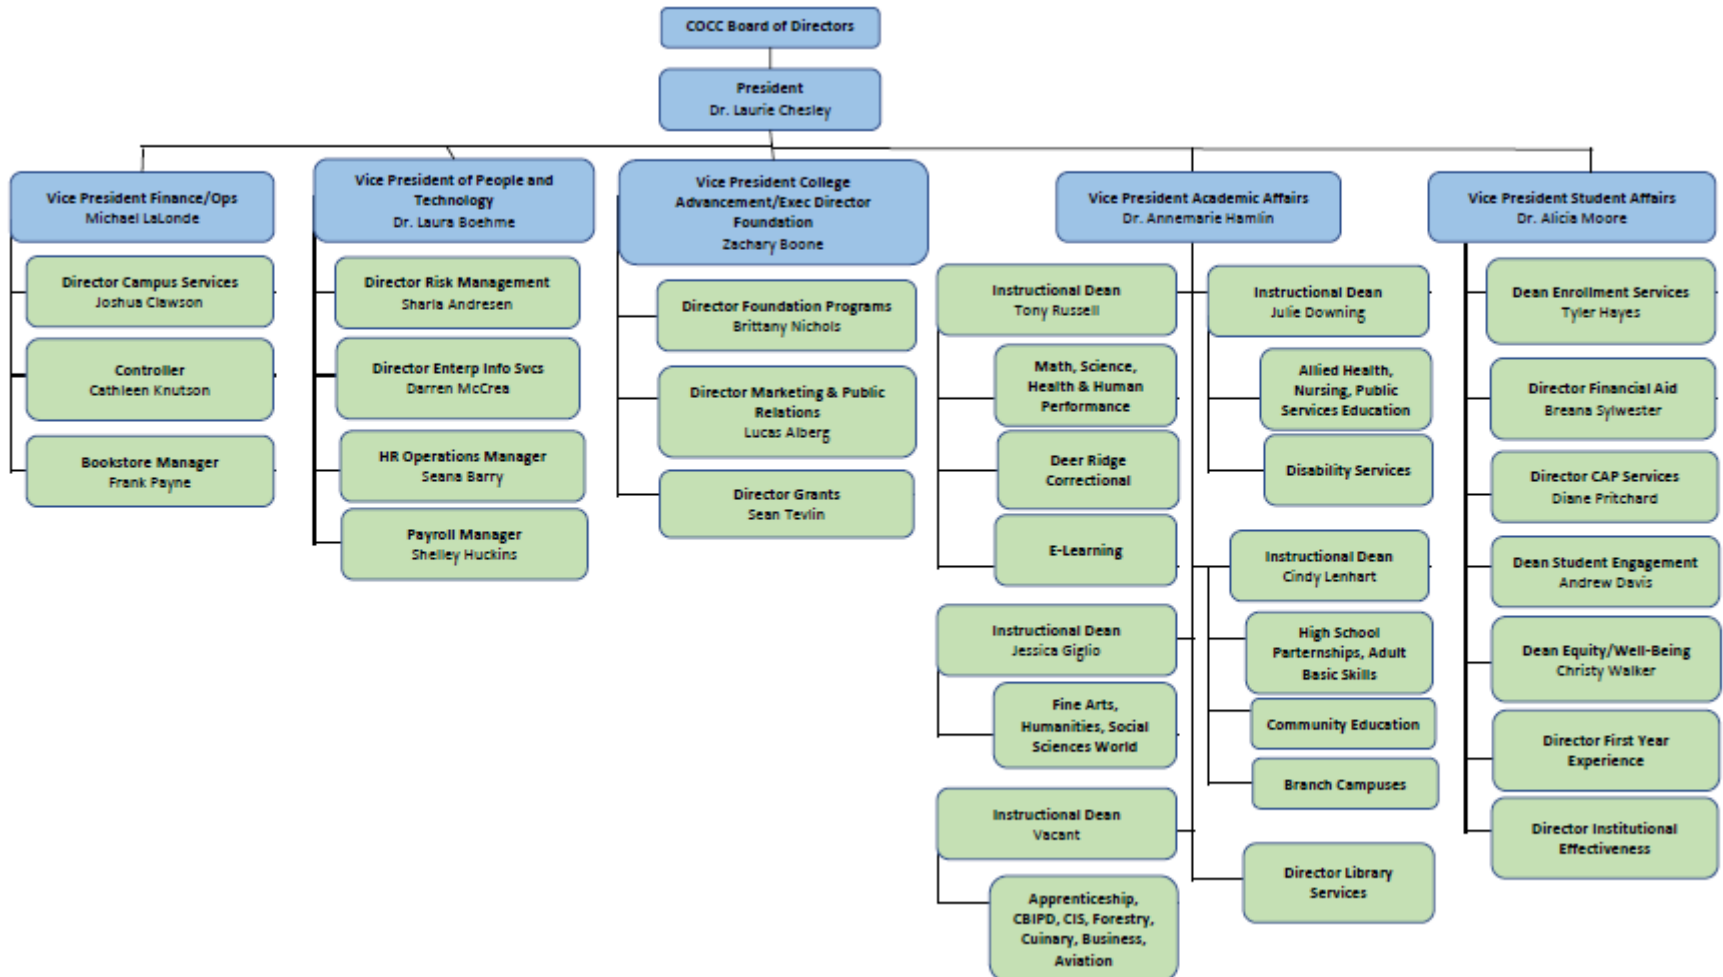 COCC Board of Directors
President
Dr. Laurie Chesley
Vice President Finance/Ops
Michael LaLonde
Director Campus Services
Joshua Clawson
Controller
Cathleen Knutson
Bookstore Manager
Frank Payne
Vice President of People and
Technology
Dr. Laura Boehme
Director Risk Management
Sharla Andresen
Director Enterp Info Svcs
Darren McCrea
HR Operations Manager
Seana Barry
Payroll Manager
Shelley Huckins
Vice President College
Advancement/Exec Director
Foundation
Zachary Boone
Director Foundation Programs
Brittany Nichols
Director Marketing & Public
Relations
Lucas Alberg
Director Grants
Sean Tevlin
Vice President Academic Affairs
Dr. Annemarie Hamlin
Instructional Dean
Tony Russell
Math, Science,
Health & Human
Performance
Deer Ridge
Correctional
E-Learning
Instructional Dean
Jessica Giglio
Fine Arts,
Humanities, Social
Sciences World
Instructional Dean
Vacant
Apprenticeship,
CBIPD, CIS, Forestry,
Cuinary, Business,
Aviation
Instructional Dean
Julie Downing
Allied Health,
Nursing, Public
Services Education
Disability Services
Instructional Dean
Cindy Lenhart
High School
Parternships, Adult
Basic Skills
Community Education
Branch Campuses
Director Library
Services
Vice President Student Affairs
Dr. Alicia Moore
Dean Enrollment Services
Tyler Hayes
Director Financial Aid
Breana Sylwester
Director CAP Services
Diane Pritchard
Dean Student Engagement
Andrew Davis
Dean Equity/Well-Being
Christy Walker
Director First Year
Experience
Director Institutional
Effectiveness